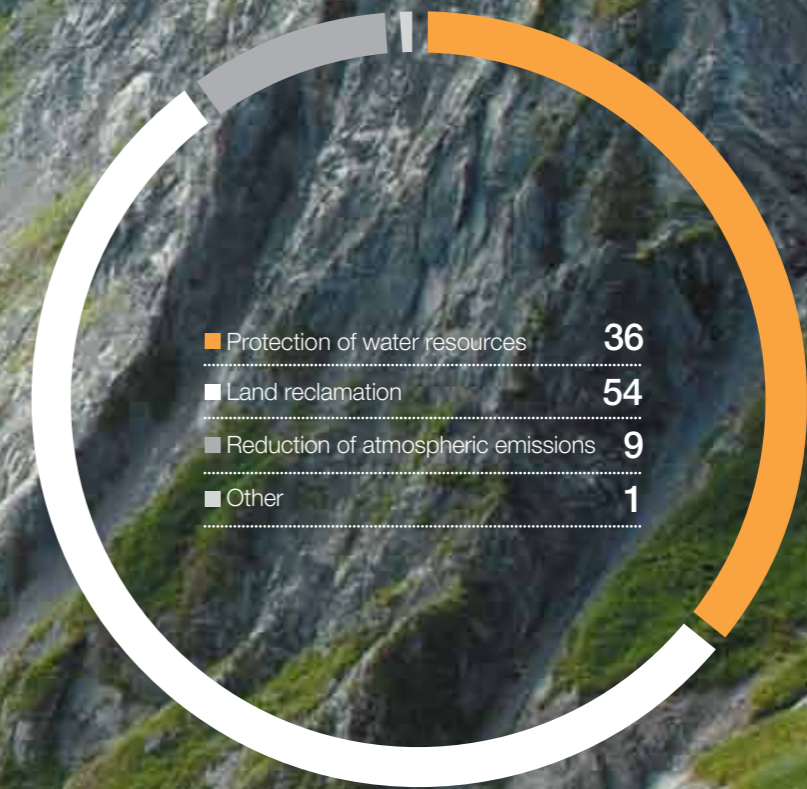 Protection of water resources 36
Land reclamation 54
Reduction of atmospheric emissions 9
Other 1